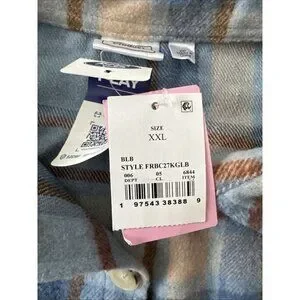 PLAY
SIZE
XXL
BLB
STYLE FRBC27KGLB
006 05 6844
DEPT CL. ITEM
1 97543 38388 9